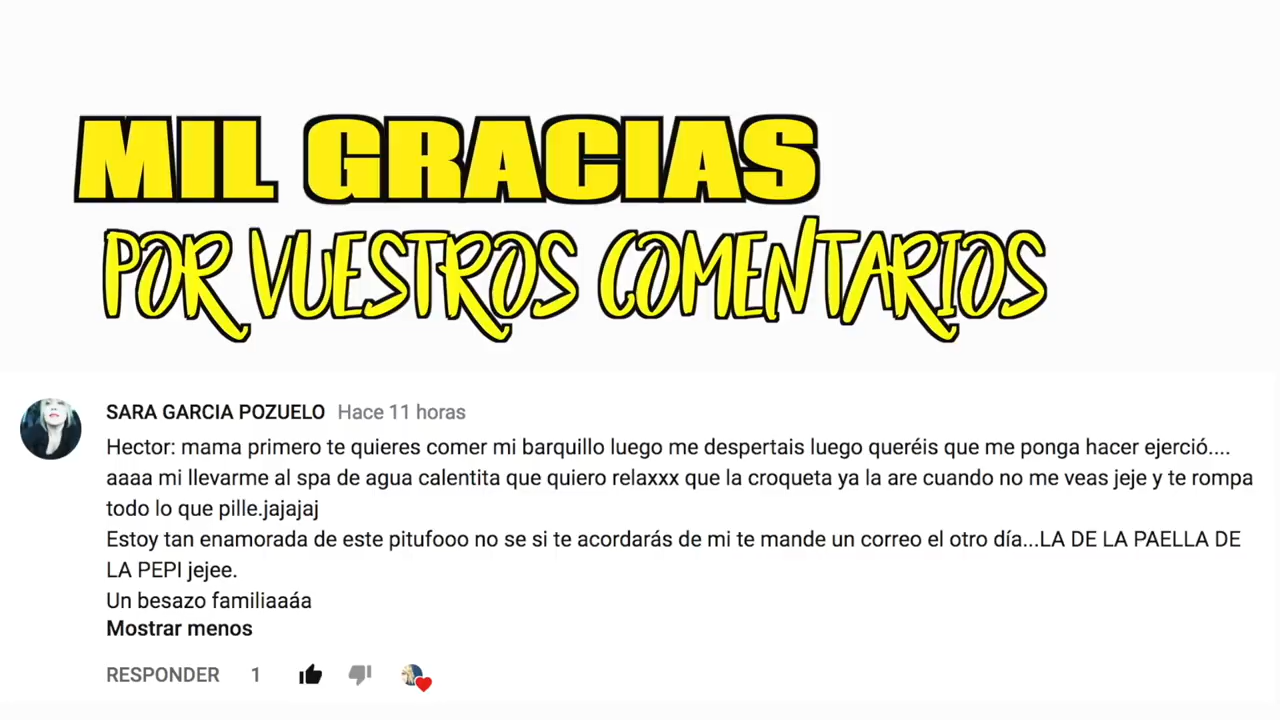 MIL GRACIAS
POR VUESTROS COMENTARIOS
SARA GARCIA POZUELO Hace 11 horas
Hector: mama primero te quieres comer mi barquillo luego me despertais luego queréis que me ponga hacer ejerció....
aaaa mi llevarme al spa de agua calentita que quiero relaxxx que la croqueta ya la are cuando no me veas jeje y te rompa
todo lo que pille.jajajaj
Estoy tan enamorada de este pitufooo no se si te acordarás de mi te mande un correo el otro día...LA DE LA PAELLA DE
LA PEPI jejee.
Un besazo familiaaáa
Mostrar menos
RESPONDER 1